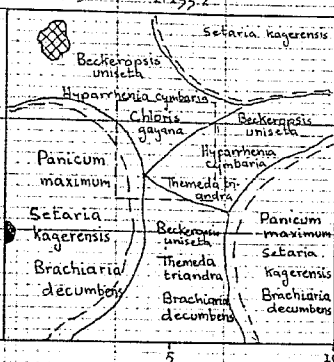 Setaria kagerensis
Beckeropsis
uniseta
Hyparrhenia cymbaria
Chloris
gayana
Beckeropsis
uniseta
Hyparrhenia
cymbaria
Panicum
maximum
Themeda tri-
andra
Setaria
kagerensis
Brachiaria
decumbens
Beckeropsis
uniseta
Themeda
triandra
Brachiaria
decumbens
Panicum
maximum
Setaria
kagerensis
Brachiaria
decumbens
5